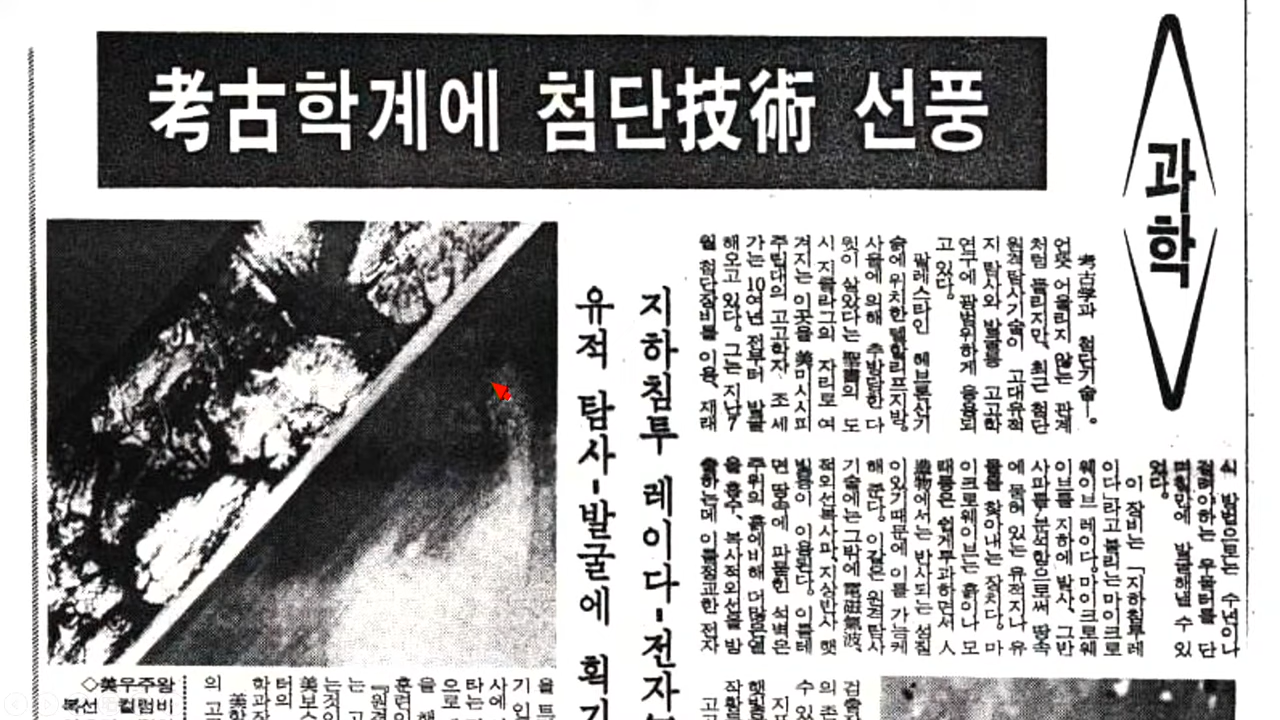 考古학계에 첨단技術 선풍
과학
지하침투 레이다-전자
유적 탐사-발굴에 획기
考古学과 첨단기술—.
언뜻 어울리지 않는 관계
처럼 들리지만, 최근 첨단
원격탐사기술이 고대유적
지 탐사와 발굴등 고고학
연구에 광범위하게 응용되
고 있다.
팔레스타인 헤브론산기
슭에 위치한 텔할리프지방.
사울에 의해 추방당한 다
윗이 살았다는 聖書의 도
시 지클라그의 자리로 여
겨지는 이곳을 美미시시피
주립대의 고고학자 조 세
가는 10여년 전부터 발굴
해오고 있다. 그는 지난 7
월 첨단장비를 이용, 재래
식 방법으로는 수년이나
걸려야하는 우물터를 단
며칠만에 발굴해낼 수 있
었다.
이 장비는 「지하침투레
이다」라고 불리는 마이크로
웨이브 레이다. 마이크로웨
이브를 지하에 발사, 그 반
사파를 분석함으로써 땅속
에 묻혀 있는 유적지나 유
물을 찾아내는 장치다. 마
이크로웨이브는 흙이나 모
래등은 쉽게 투과하면서 人
造物에서는 반사되는 성질
이 있기때문에 이를 가능케
해 준다. 이같은 원격탐사
기술에는 그밖에 電磁氣波,
적외선복사파, 지상반사 햇
빛등이 이용된다. 이를테
면 땅속에 파묻힌 석벽은
주위의 흙에 비해 더많은 열
을 흡수, 복사적외선을 방
출하는데 이를 정교한 전자
◇美우주왕
복선 컬럼비